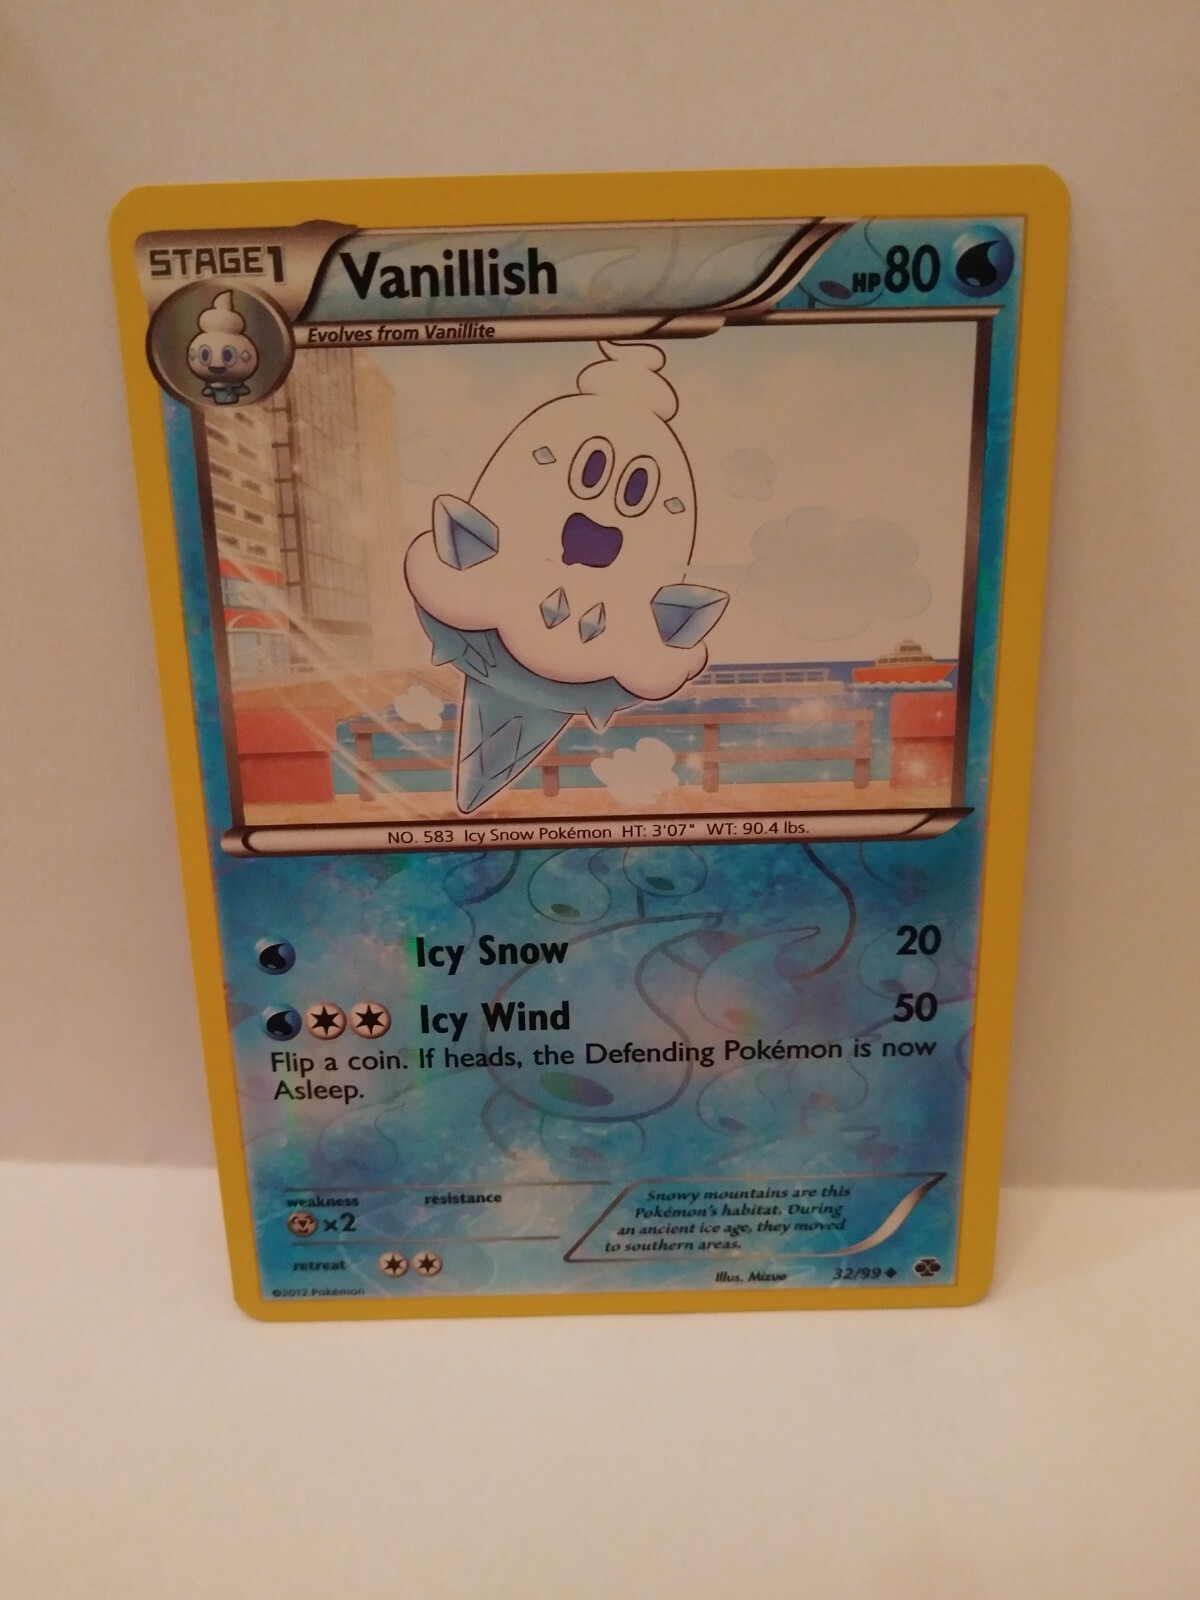 STAGE1
Vanillish
HP 80
Evolves from Vanillite
NO. 583 Icy Snow Pokémon HT: 3'07" WT: 90.4 lbs.
Icy Snow 20
Icy Wind 50
Flip a coin. If heads, the Defending Pokémon is now
Asleep.
weakness
resistance
×2
Snowy mountains are this
Pokémon's habitat. During
an ancient ice age, they moved
to southern areas.
retreat
Illus. Mizue
32/99
©2012 Pokémon